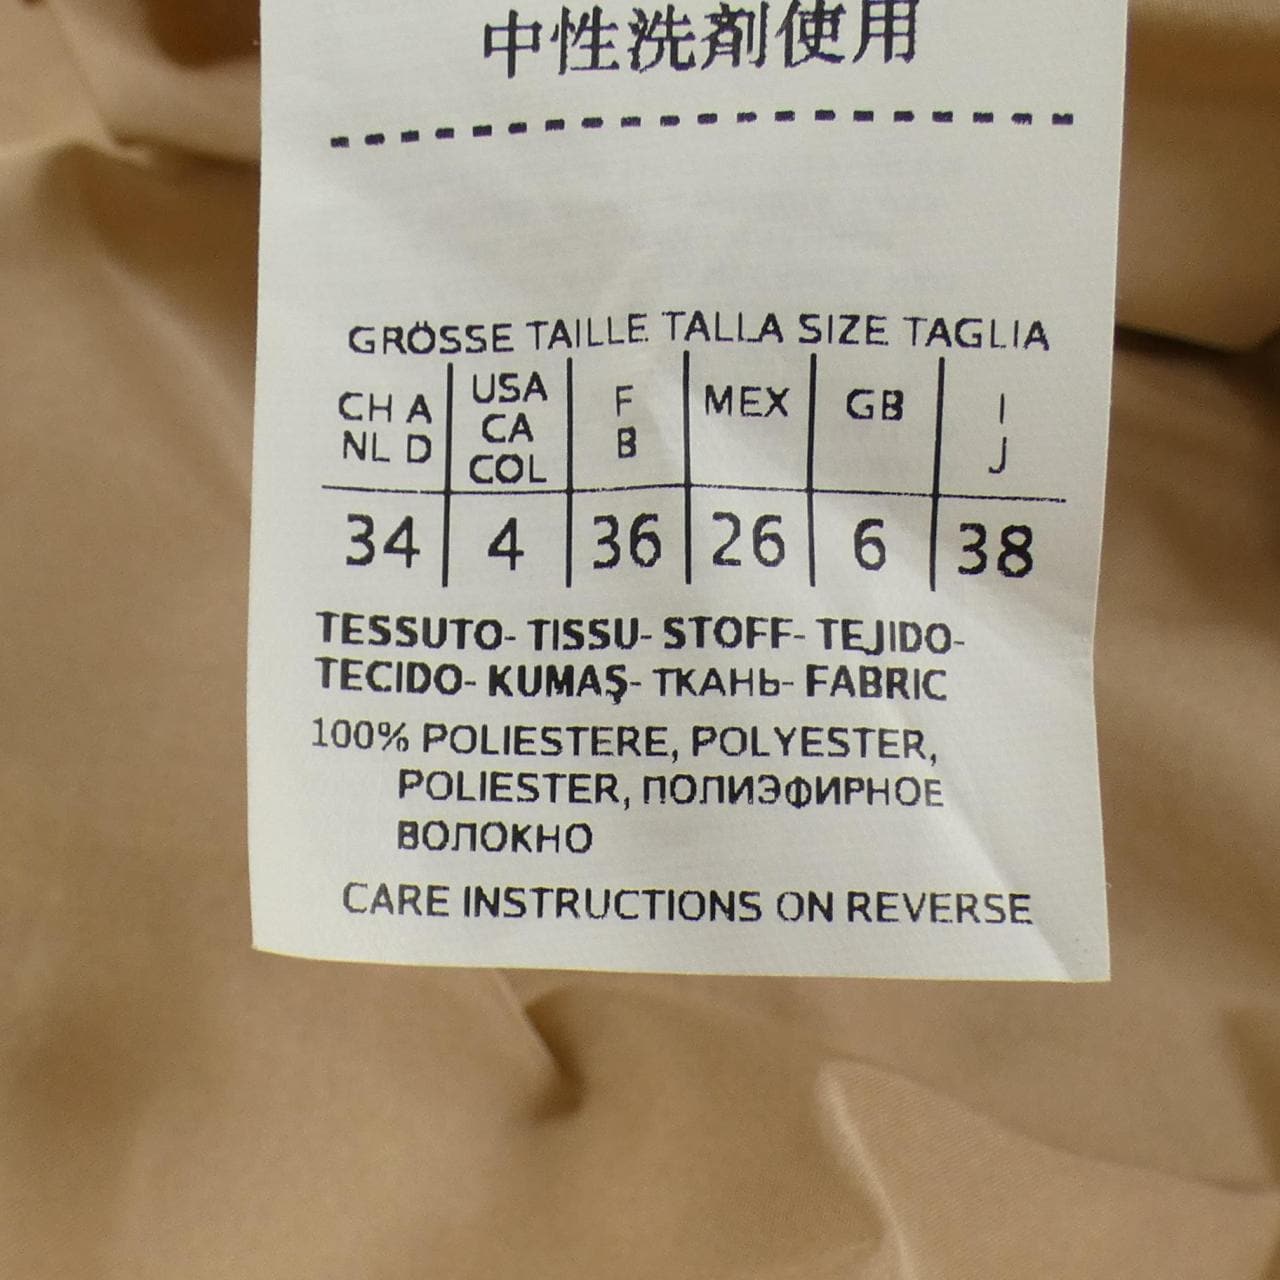 中性洗剤使用
GRÖSSE TAILLE TALLA SIZE TAGLIA
CH A NL D | USA CA COL | F B | MEX | GB | I J
34 | 4 | 36 | 26 | 6 | 38
TESSUTO- TISSU- STOFF- TEJIDO-
TECIDO- KUMAŞ- ТКАНЬ- FABRIC
100% POLIESTERE, POLYESTER,
POLIESTER, ПОЛИЭФИРНОЕ
ВОЛОКНО
CARE INSTRUCTIONS ON REVERSE